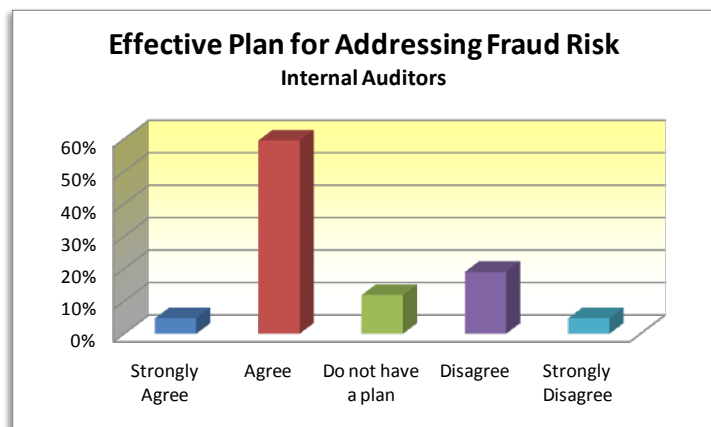 Effective Plan for Addressing Fraud Risk
Internal Auditors
60%
50%
40%
30%
20%
10%
0%
Strongly
Agree
Agree
Do not have
a plan
Disagree
Strongly
Disagree